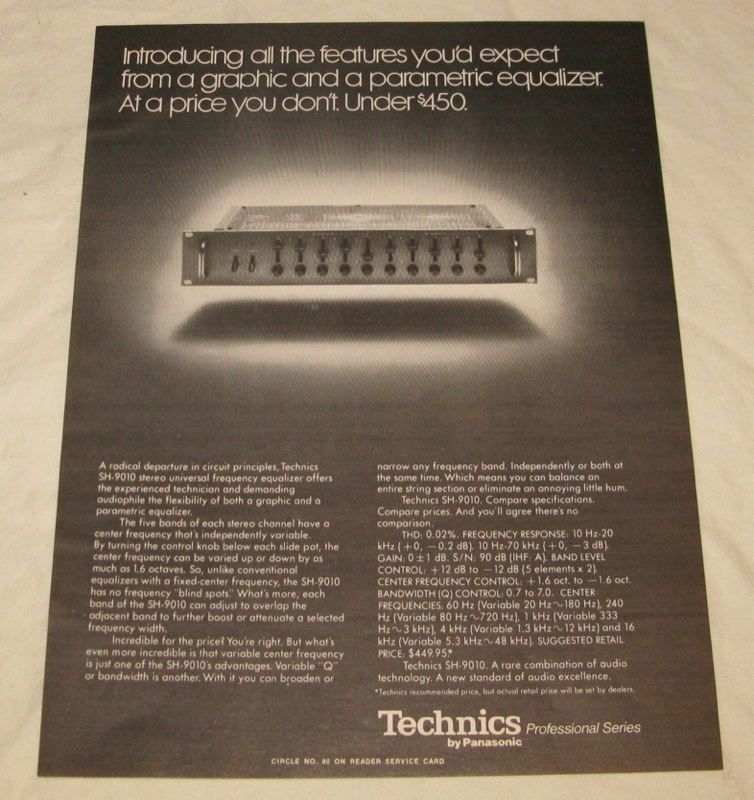 Introducing all the features you'd expect
from a graphic and a parametric equalizer.
At a price you don't. Under $450.
A radical departure in circuit principles, Technics
SH-9010 stereo universal frequency equalizer offers
the experienced technician and demanding
audiophile the flexibility of both a graphic and a
parametric equalizer.
The five bands of each stereo channel have a
center frequency that's independently variable.
By turning the control knob below each slide pot, the
center frequency can be varied up or down by as
much as 1.6 octaves. So, unlike conventional
equalizers with a fixed-center frequency, the SH-9010
has no frequency "blind spots." What's more, each
band of the SH-9010 can adjust to overlap the
adjacent band to further boost or attenuate a selected
frequency width.
Incredible for the price? You're right. But what's
even more incredible is that variable center frequency
is just one of the SH-9010's advantages. Variable "Q"
or bandwidth is another. With it you can broaden or
narrow any frequency band. Independently or both at
the same time. Which means you can balance an
entire string section or eliminate an annoying little hum.
Technics SH-9010. Compare specifications.
Compare prices. And you'll agree there's no
comparison.
THD: 0.02%. FREQUENCY RESPONSE: 10 Hz-20
kHz (+0, −0.2 dB). 10 Hz-70 kHz (+0, −3 dB).
GAIN: 0 ± 1 dB. S/N: 90 dB (IHF: A). BAND LEVEL
CONTROL: +12 dB to −12 dB (5 elements x 2).
CENTER FREQUENCY CONTROL: +1.6 oct. to −1.6 oct.
BANDWIDTH (Q) CONTROL: 0.7 to 7.0. CENTER
FREQUENCIES: 60 Hz (Variable 20 Hz∼180 Hz), 240
Hz (Variable 80 Hz∼720 Hz), 1 kHz (Variable 333
Hz∼3 kHz), 4 kHz (Variable 1.3 kHz∼12 kHz) and 16
kHz (Variable 5.3 kHz∼48 kHz). SUGGESTED RETAIL
PRICE: $449.95.*
Technics SH-9010. A rare combination of audio
technology. A new standard of audio excellence.
*Technics recommended price, but actual retail price will be set by dealers.
Technics Professional Series
by Panasonic
CIRCLE NO. 80 ON READER SERVICE CARD